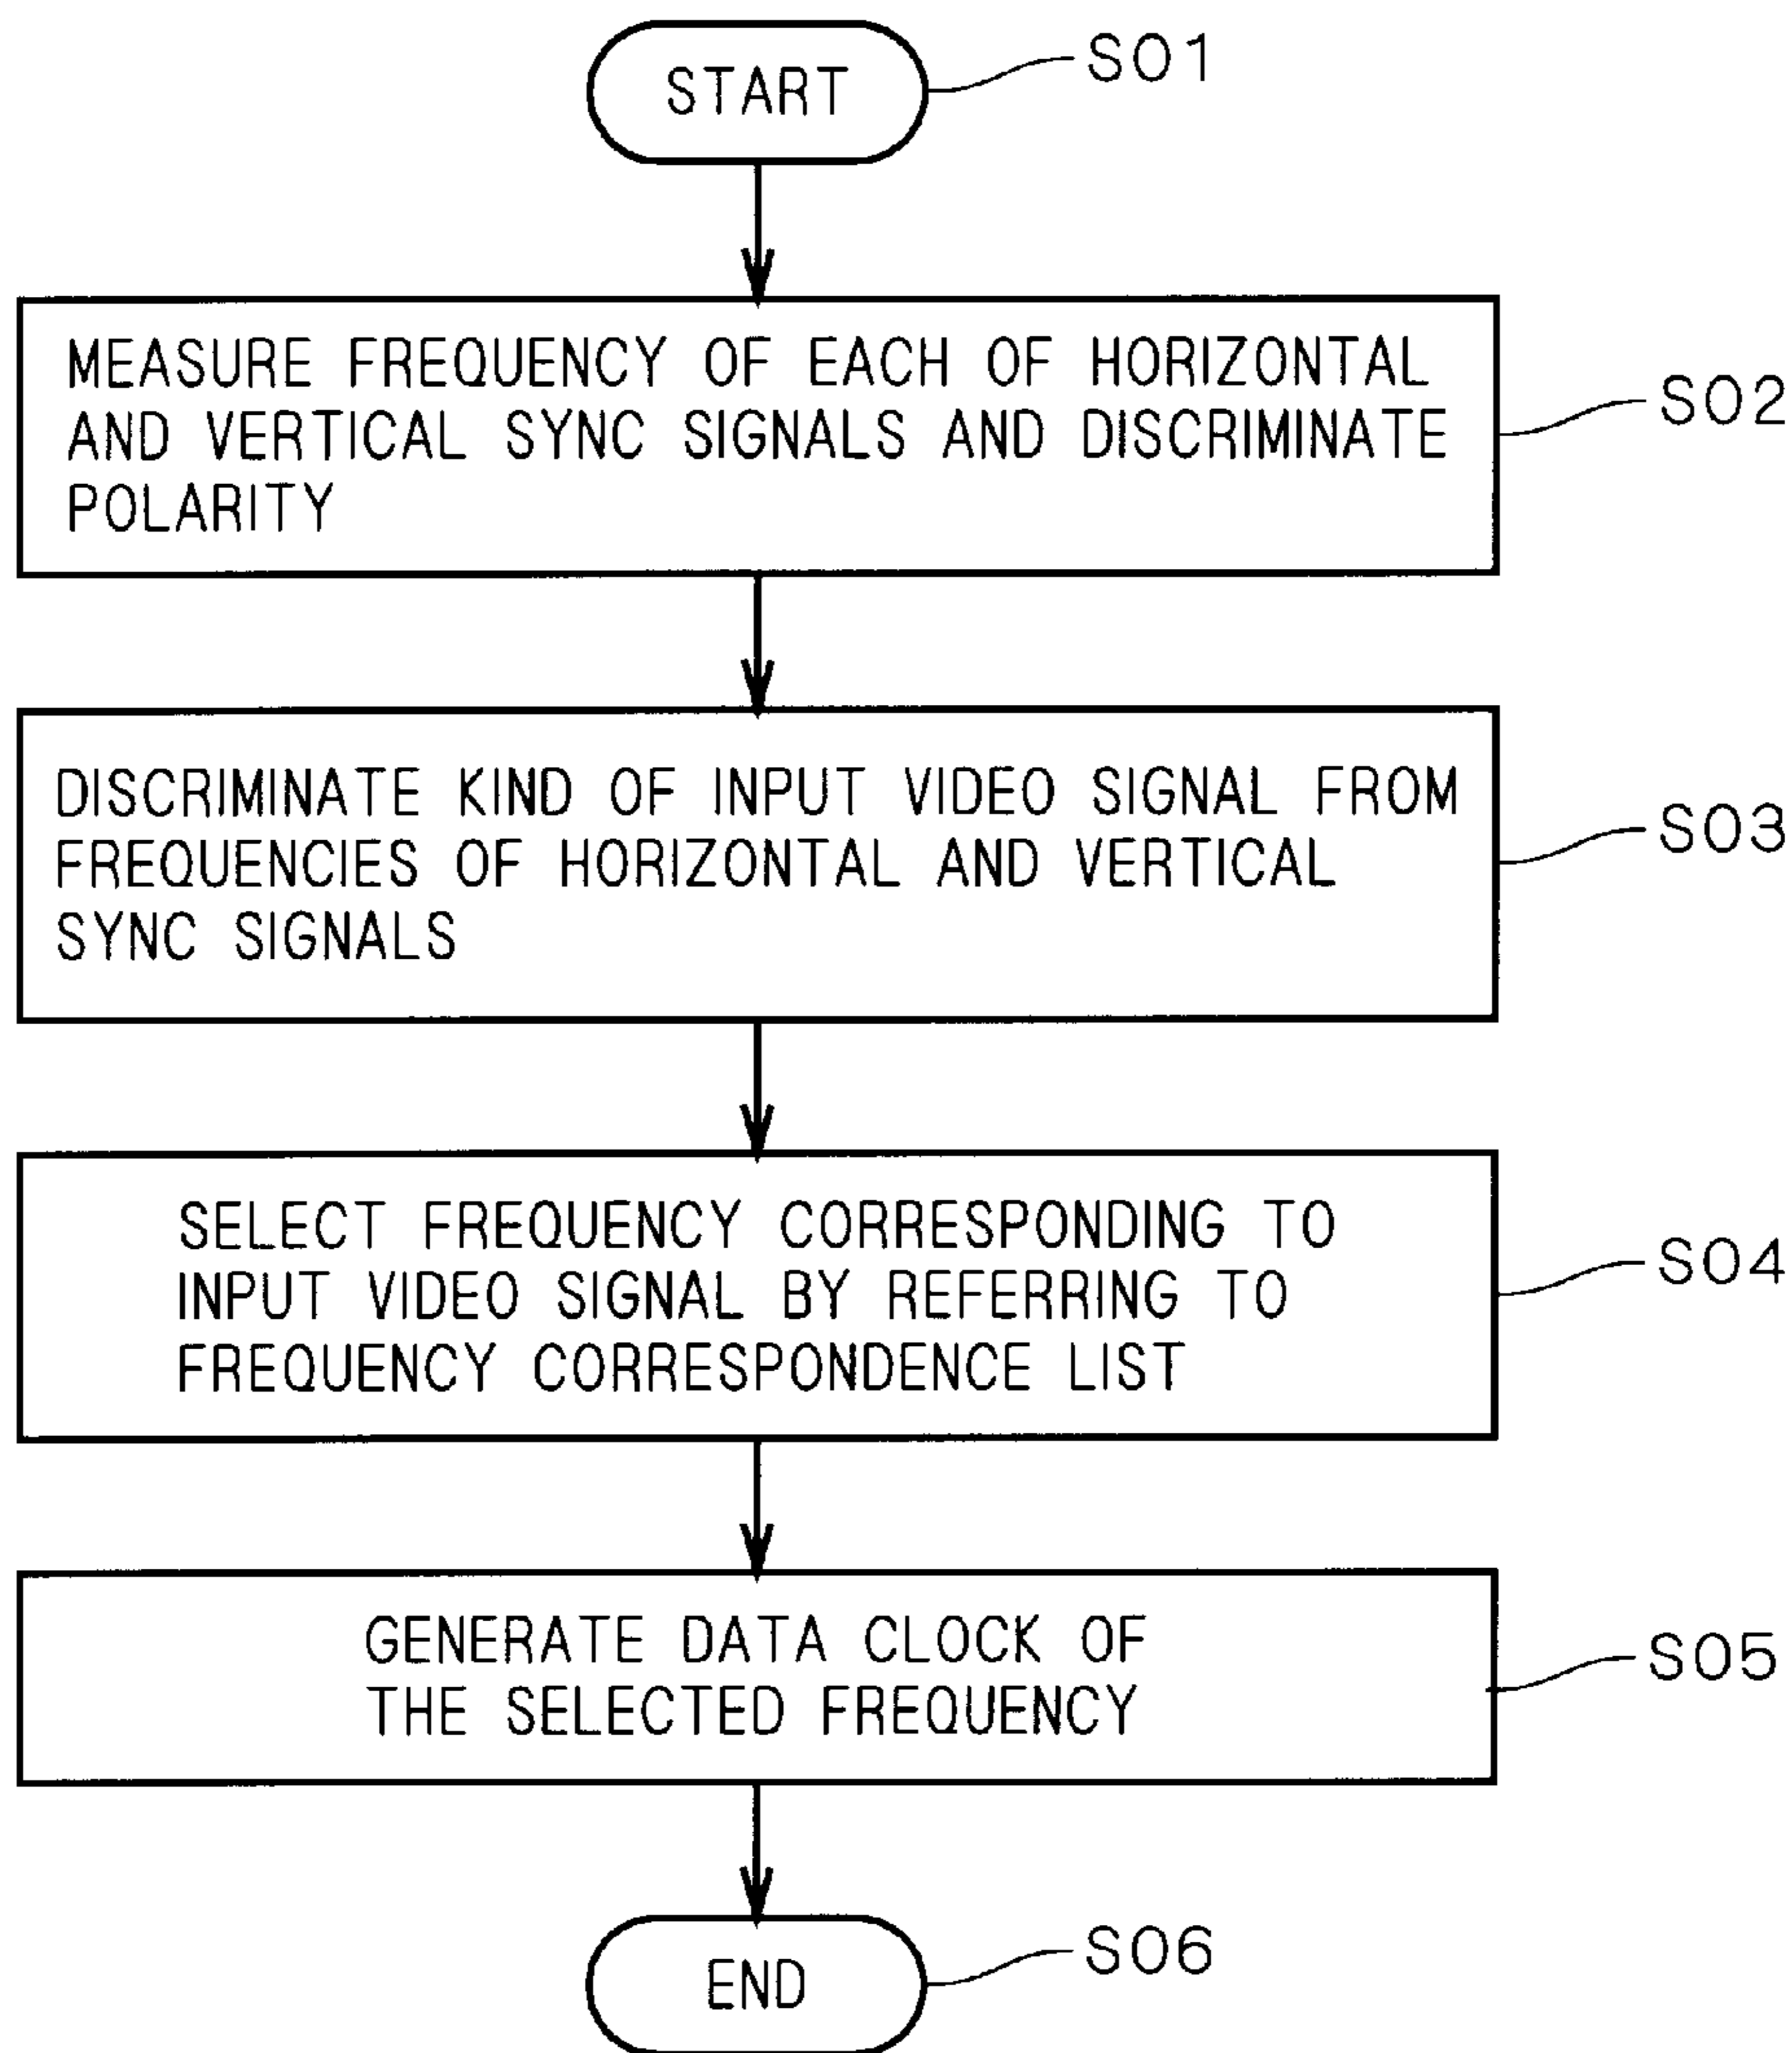 START
S01
MEASURE FREQUENCY OF EACH OF HORIZONTAL
AND VERTICAL SYNC SIGNALS AND DISCRIMINATE
POLARITY
S02
DISCRIMINATE KIND OF INPUT VIDEO SIGNAL FROM
FREQUENCIES OF HORIZONTAL AND VERTICAL
SYNC SIGNALS
S03
SELECT FREQUENCY CORRESPONDING TO
INPUT VIDEO SIGNAL BY REFERRING TO
FREQUENCY CORRESPONDENCE LIST
S04
GENERATE DATA CLOCK OF
THE SELECTED FREQUENCY
S05
END
S06